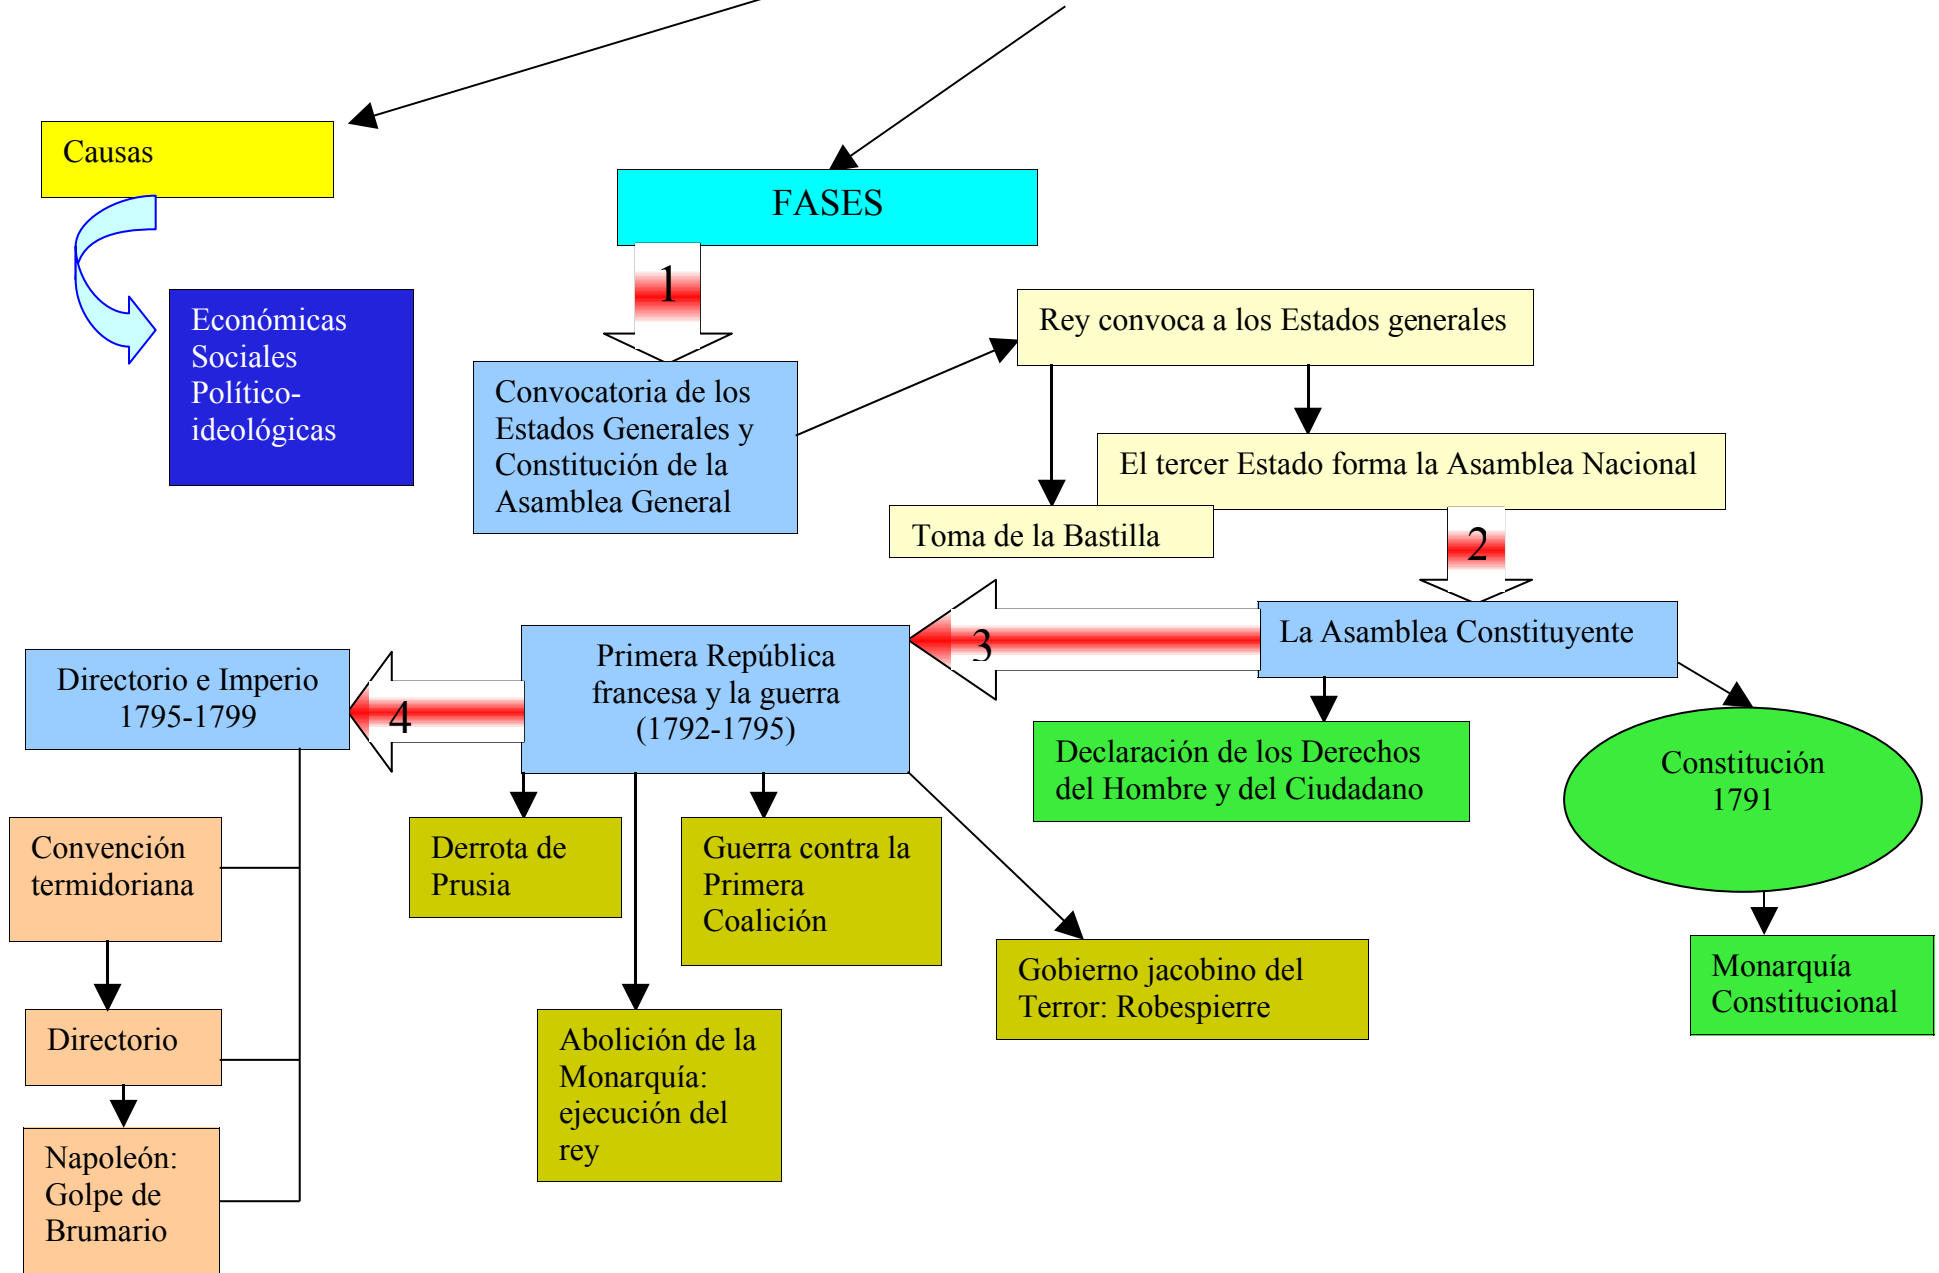 Causas
FASES
1
Económicas
Sociales
Político-
ideológicas
Convocatoria de los
Estados Generales y
Constitución de la
Asamblea General
Rey convoca a los Estados generales
El tercer Estado forma la Asamblea Nacional
Toma de la Bastilla
2
La Asamblea Constituyente
3
Primera República
francesa y la guerra
(1792-1795)
4
Directorio e Imperio
1795-1799
Declaración de los Derechos
del Hombre y del Ciudadano
Constitución
1791
Monarquía
Constitucional
Derrota de
Prusia
Guerra contra la
Primera
Coalición
Gobierno jacobino del
Terror: Robespierre
Abolición de la
Monarquía:
ejecución del
rey
Convención
termidoriana
Directorio
Napoleón:
Golpe de
Brumario